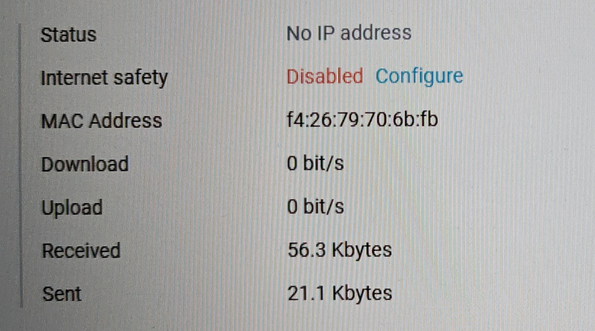 Status No IP address
Internet safety Disabled Configure
MAC Address f4:26:79:70:6b:fb
Download 0 bit/s
Upload 0 bit/s
Received 56.3 Kbytes
Sent 21.1 Kbytes